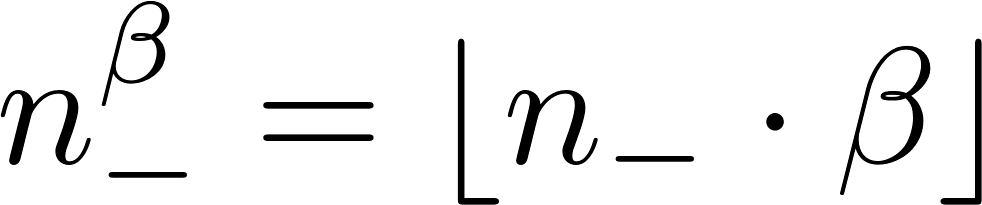 n_-^β = ⌊n_- · β⌋